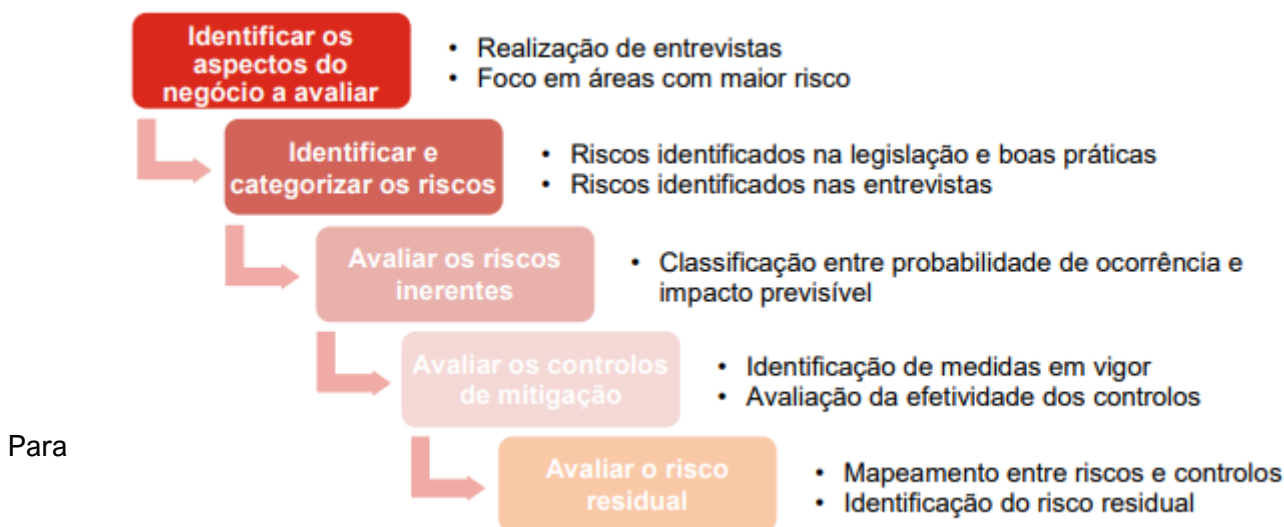 Identificar os
aspectos do
negócio a avaliar
• Realização de entrevistas
• Foco em áreas com maior risco
Identificar e
categorizar os riscos
• Riscos identificados na legislação e boas práticas
• Riscos identificados nas entrevistas
Avaliar os riscos
inerentes
• Classificação entre probabilidade de ocorrência e
impacto previsível
Avaliar os controlos
de mitigação
• Identificação de medidas em vigor
• Avaliação da efetividade dos controlos
Para
Avaliar o risco
residual
• Mapeamento entre riscos e controlos
• Identificação do risco residual